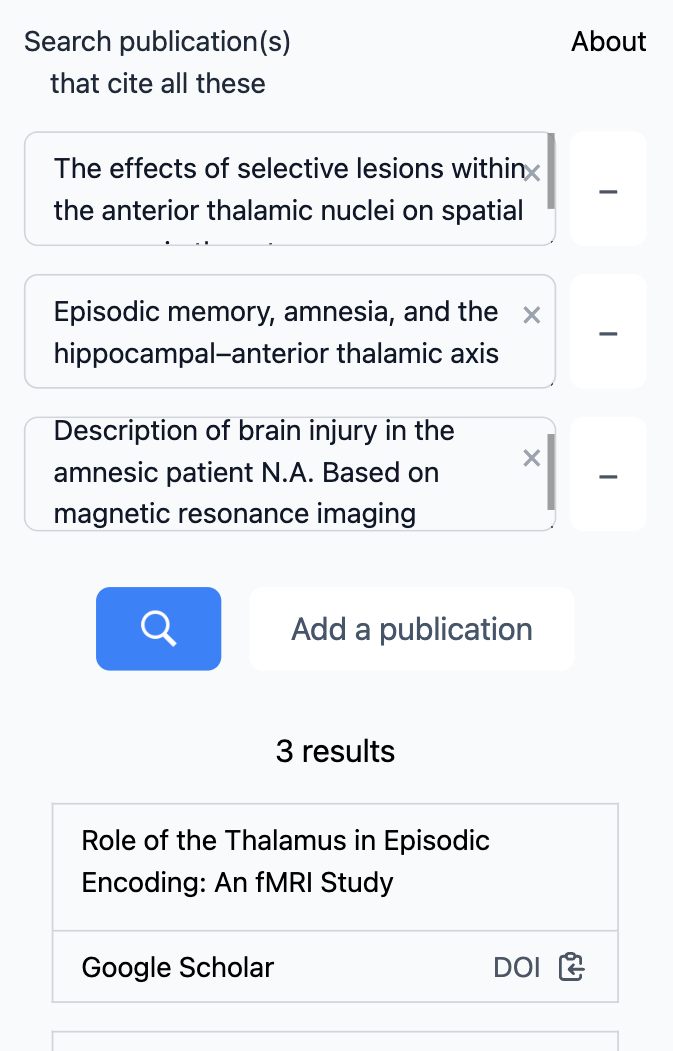 Search publication(s)
About
that cite all these
The effects of selective lesions within
the anterior thalamic nuclei on spatial
Episodic memory, amnesia, and the
hippocampal–anterior thalamic axis
Description of brain injury in the
amnesic patient N.A. Based on
magnetic resonance imaging
Add a publication
3 results
Role of the Thalamus in Episodic
Encoding: An fMRI Study
Google Scholar
DOI